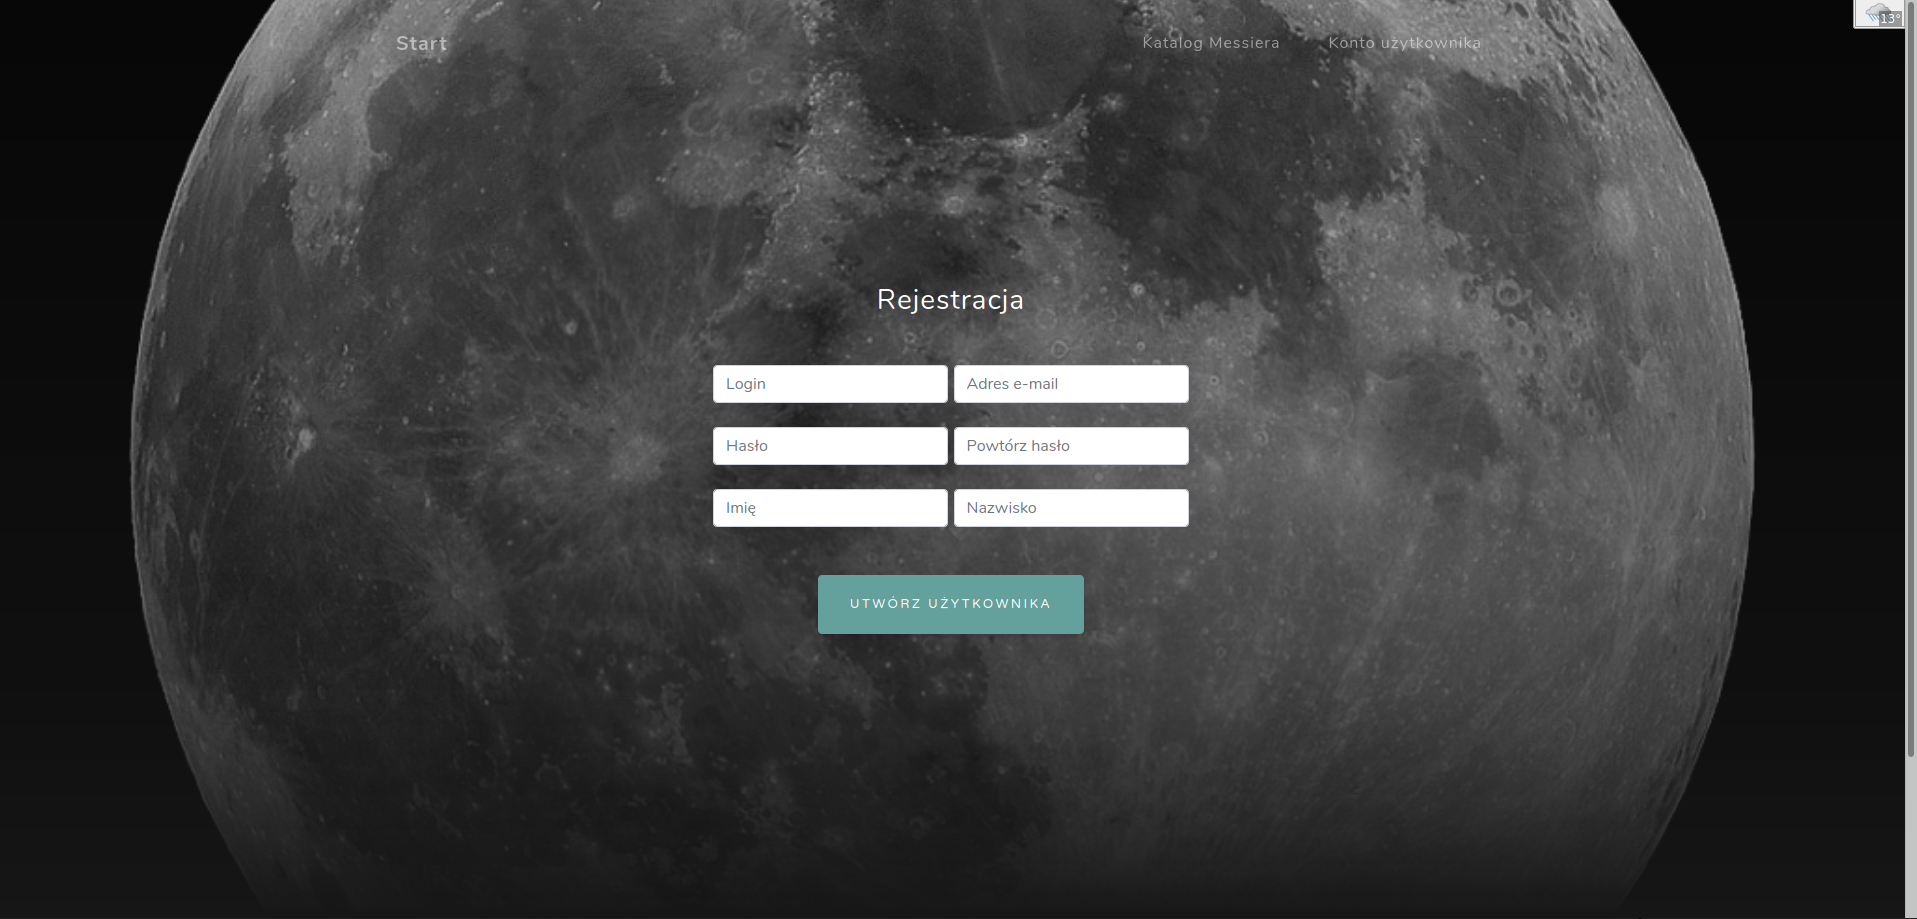 Start
Katalog Messiera
Konto użytkownika
13°
Rejestracja
Login
Adres e-mail
Hasło
Powtórz hasło
Imię
Nazwisko
UTWÓRZ UŻYTKOWNIKA